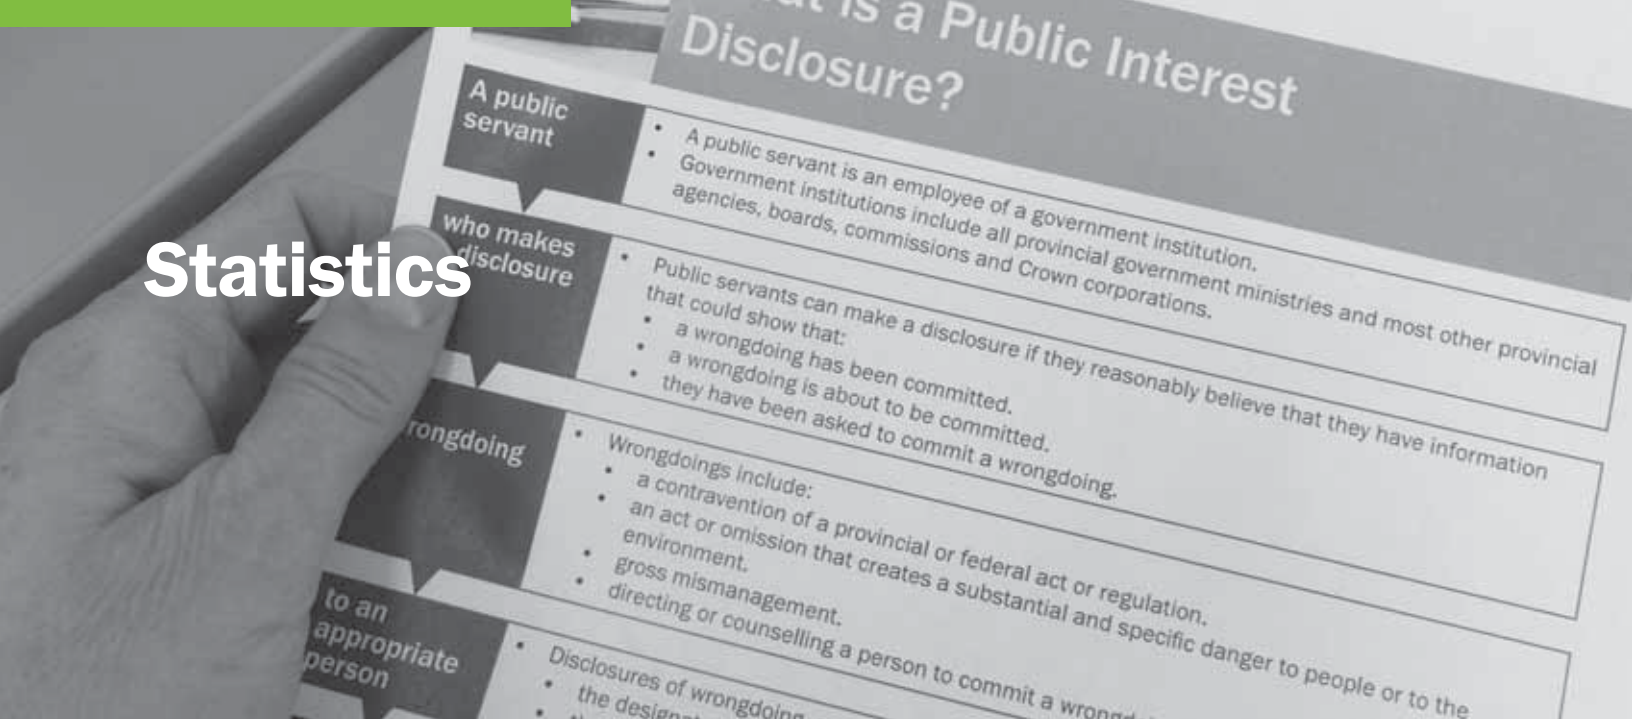 is a Public Interest
Disclosure?
A public
servant
• A public servant is an employee of a government institution.
• Government institutions include all provincial government ministries and most other provincial
agencies, boards, commissions and Crown corporations.
who makes
disclosure
• Public servants can make a disclosure if they reasonably believe that they have information
that could show that:
• a wrongdoing has been committed.
• a wrongdoing is about to be committed.
• they have been asked to commit a wrongdoing.
Statistics
rongdoing
• Wrongdoings include:
• a contravention of a provincial or federal act or regulation.
• an act or omission that creates a substantial and specific danger to people or to the
environment.
• gross mismanagement.
• directing or counselling a person to commit a wrongd
to an
appropriate
person
• Disclosures of wrongdoing
• the design